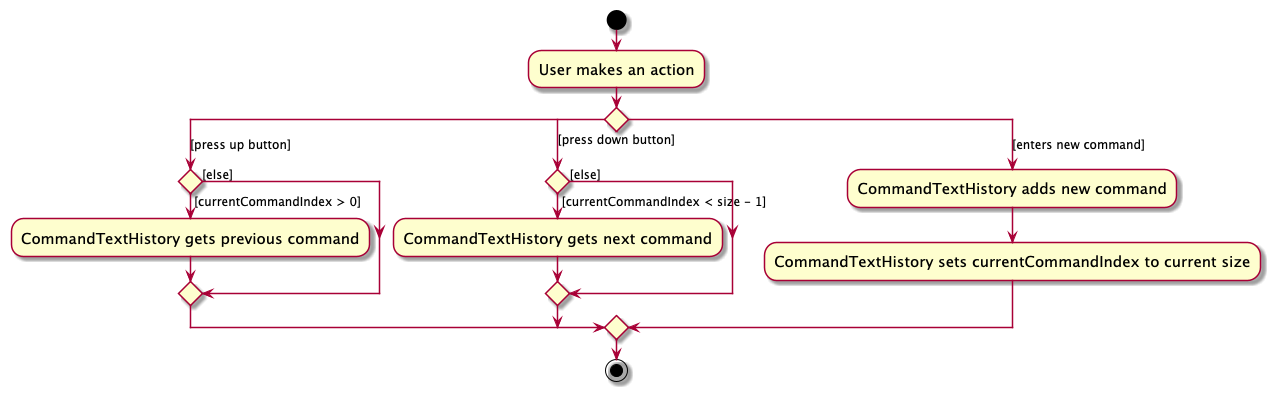 User makes an action
[press up button]
[press down button]
[enters new command]
[else]
[else]
CommandTextHistory adds new command
[currentCommandIndex > 0]
[currentCommandIndex < size - 1]
CommandTextHistory gets previous command
CommandTextHistory gets next command
CommandTextHistory sets currentCommandIndex to current size